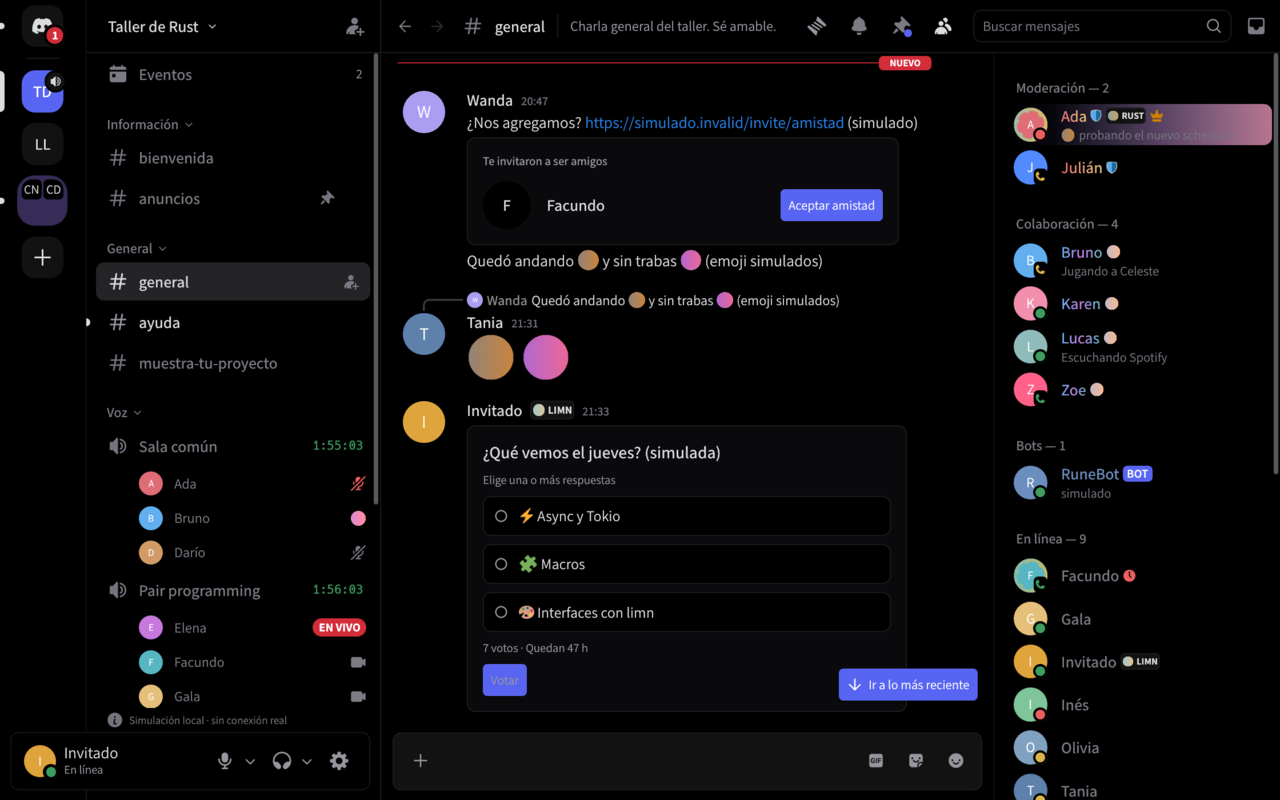 1
TD
LL
CN CD
Taller de Rust
Eventos 2
Información
bienvenida
anuncios
General
general
ayuda
muestra-tu-proyecto
Voz
Sala común 1:55:03
A Ada
B Bruno
D Darío
Pair programming 1:56:03
E Elena EN VIVO
F Facundo
G Gala
Simulación local · sin conexión real
I Invitado
En línea
# general
Charla general del taller. Sé amable.
Buscar mensajes
NUEVO
W Wanda 20:47
¿Nos agregamos? https://simulado.invalid/invite/amistad (simulado)
Te invitaron a ser amigos
F Facundo Aceptar amistad
Quedó andando y sin trabas (emoji simulados)
W Wanda Quedó andando y sin trabas (emoji simulados)
T Tania 21:31
I Invitado LIMN 21:33
¿Qué vemos el jueves? (simulada)
Elige una o más respuestas
⚡ Async y Tokio
🧩 Macros
🎨 Interfaces con limn
7 votos · Quedan 47 h
Votar
Ir a lo más reciente
GIF
Moderación — 2
A Ada RUST
probando el nuevo
J Julián
Colaboración — 4
B Bruno
Jugando a Celeste
K Karen
L Lucas
Escuchando Spotify
Z Zoe
Bots — 1
R RuneBot BOT
simulado
En línea — 9
F Facundo
G Gala
I Invitado LIMN
I Inés
O Olivia
T Tania